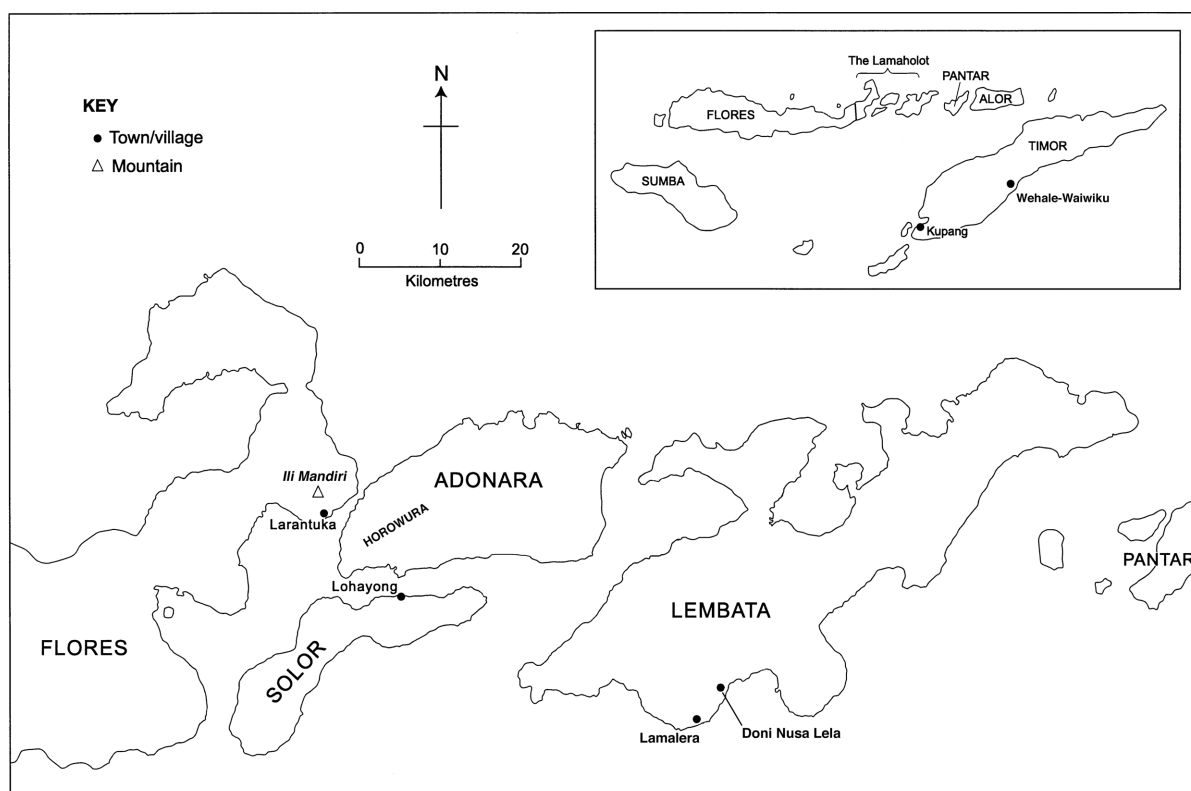 KEY
Town/village
Mountain
N
0 10 20
Kilometres
The Lamaholot
PANTAR
ALOR
FLORES
TIMOR
SUMBA
Wehale-Waiwiku
Kupang
Ili Mandiri
ADONARA
Larantuka
HOROWURA
PANTAR
Lohayong
LEMBATA
FLORES
SOLOR
Lamalera
Doni Nusa Lela